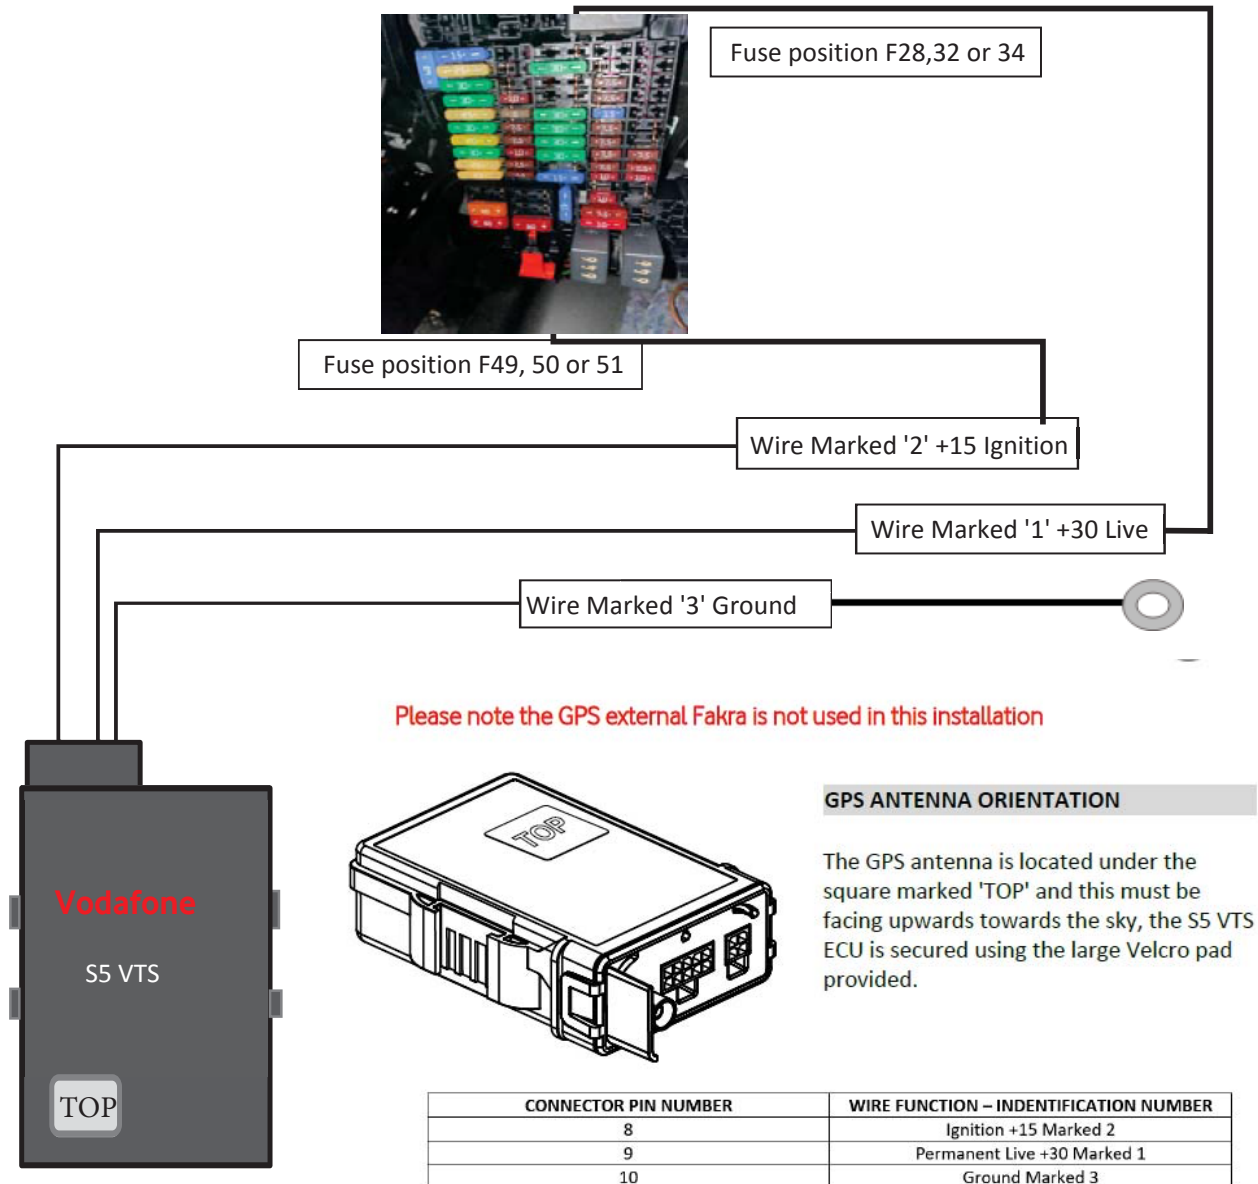 Fuse position F28,32 or 34
Fuse position F49, 50 or 51
Wire Marked '2' +15 Ignition
Wire Marked '1' +30 Live
Wire Marked '3' Ground
Please note the GPS external Fakra is not used in this installation
Vodafone
S5 VTS
TOP
TOP
GPS ANTENNA ORIENTATION
The GPS antenna is located under the
square marked 'TOP' and this must be
facing upwards towards the sky, the S5 VTS
ECU is secured using the large Velcro pad
provided.
CONNECTOR PIN NUMBER WIRE FUNCTION – INDENTIFICATION NUMBER
8 Ignition +15 Marked 2
9 Permanent Live +30 Marked 1
10 Ground Marked 3